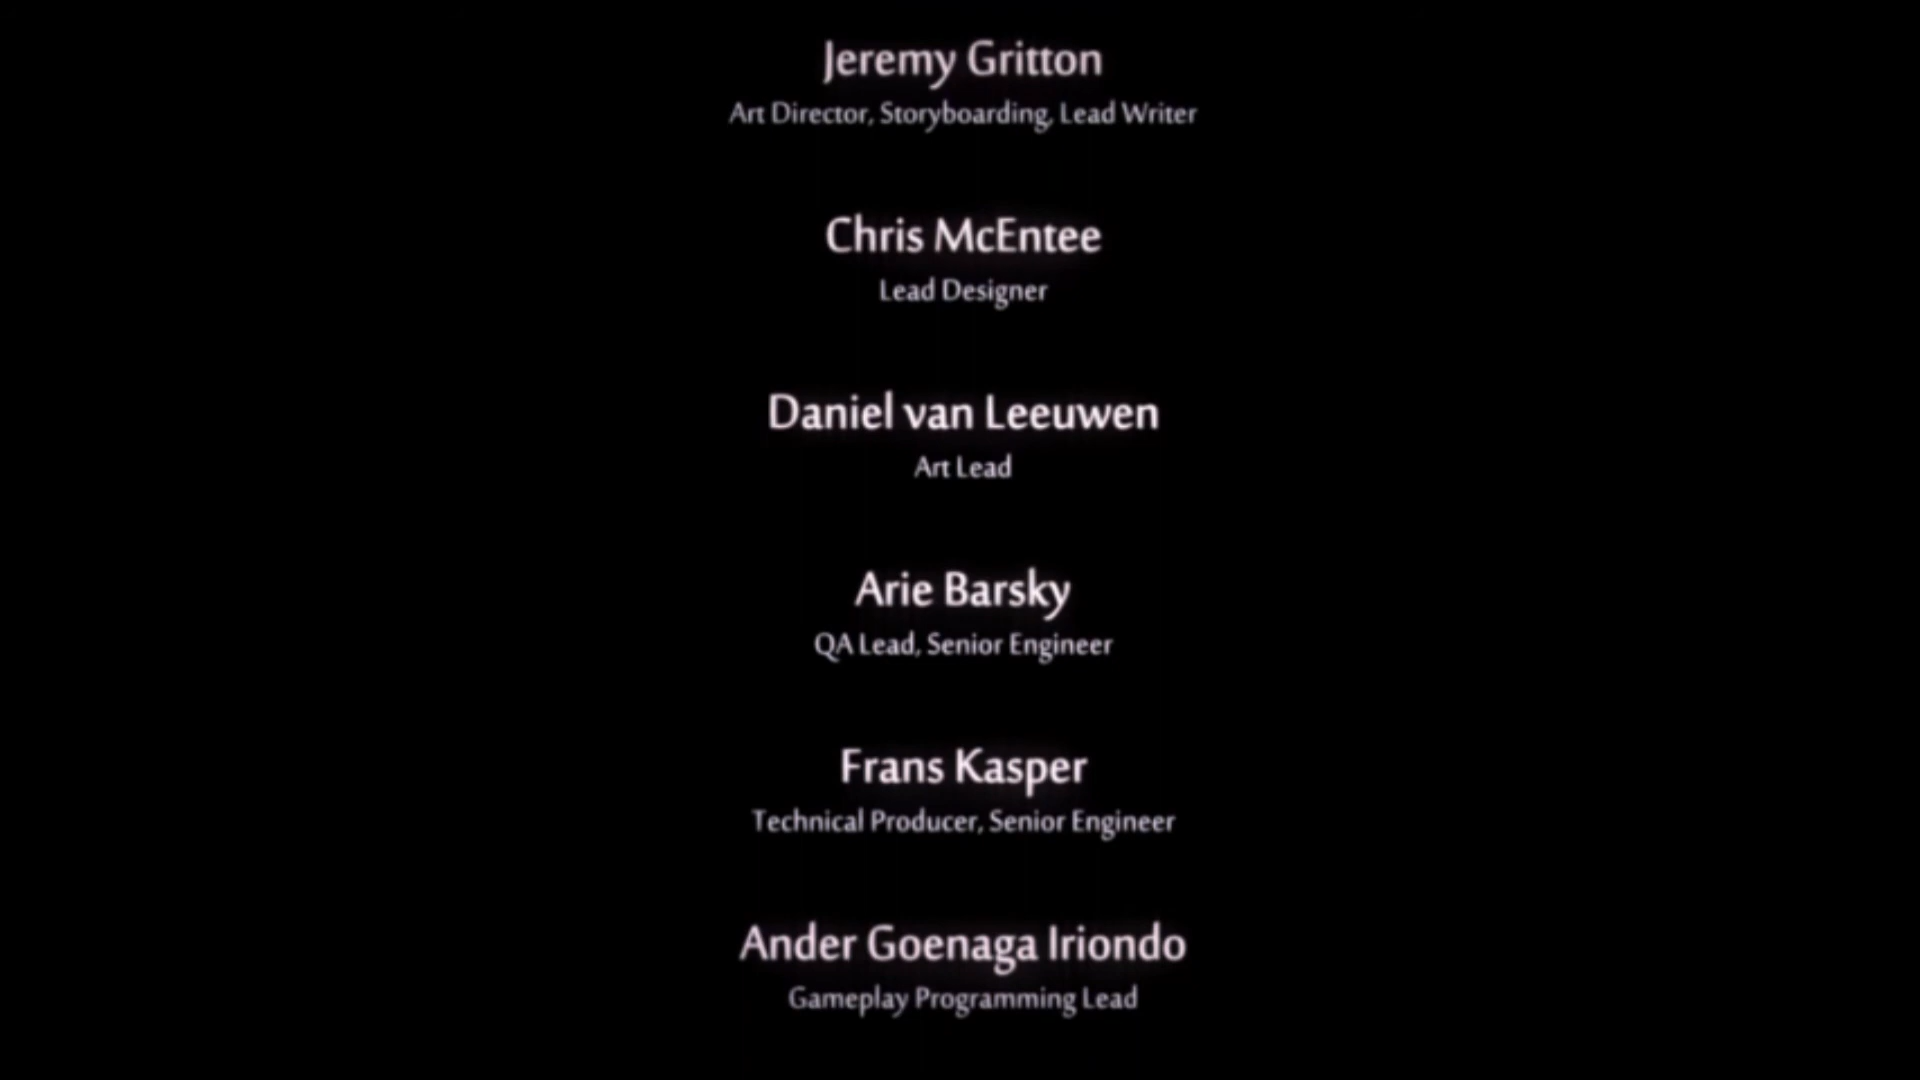 Jeremy Gritton
Art Director, Storyboarding, Lead Writer
Chris McEntee
Lead Designer
Daniel van Leeuwen
Art Lead
Arie Barsky
QA Lead, Senior Engineer
Frans Kasper
Technical Producer, Senior Engineer
Ander Goenaga Iriondo
Gameplay Programming Lead